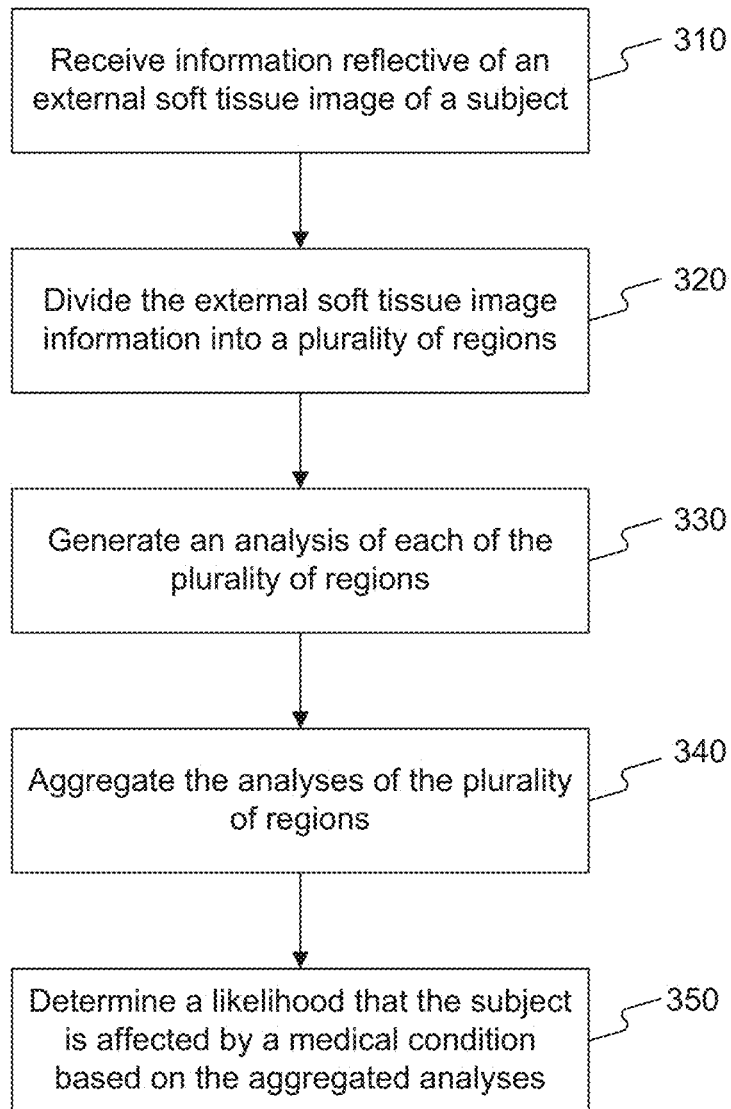 Receive information reflective of an
external soft tissue image of a subject
310
Divide the external soft tissue image
information into a plurality of regions
320
Generate an analysis of each of the
plurality of regions
330
Aggregate the analyses of the plurality
of regions
340
Determine a likelihood that the subject
is affected by a medical condition
based on the aggregated analyses
350